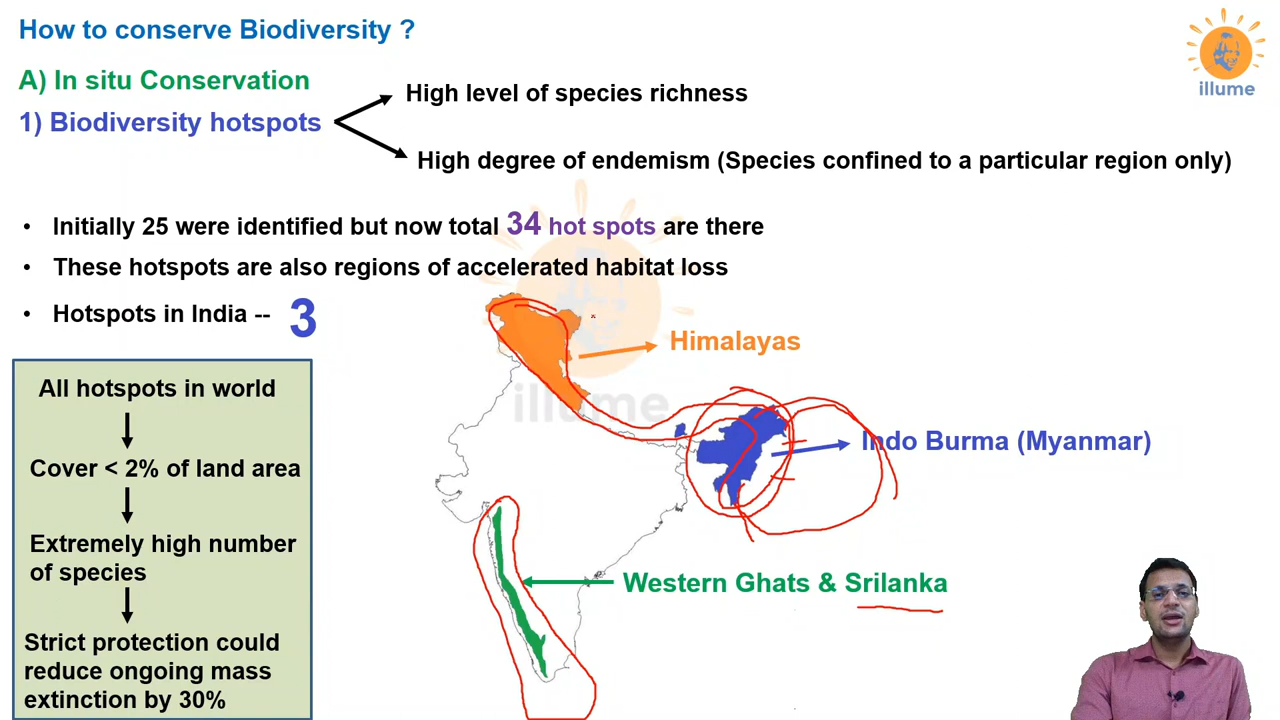 How to conserve Biodiversity ?
illume
A) In situ Conservation
1) Biodiversity hotspots
High level of species richness
High degree of endemism (Species confined to a particular region only)
• Initially 25 were identified but now total 34 hot spots are there
• These hotspots are also regions of accelerated habitat loss
• Hotspots in India -- 3
Himalayas
illume
Indo Burma (Myanmar)
Western Ghats & Srilanka
All hotspots in world
Cover < 2% of land area
Extremely high number
of species
Strict protection could
reduce ongoing mass
extinction by 30%